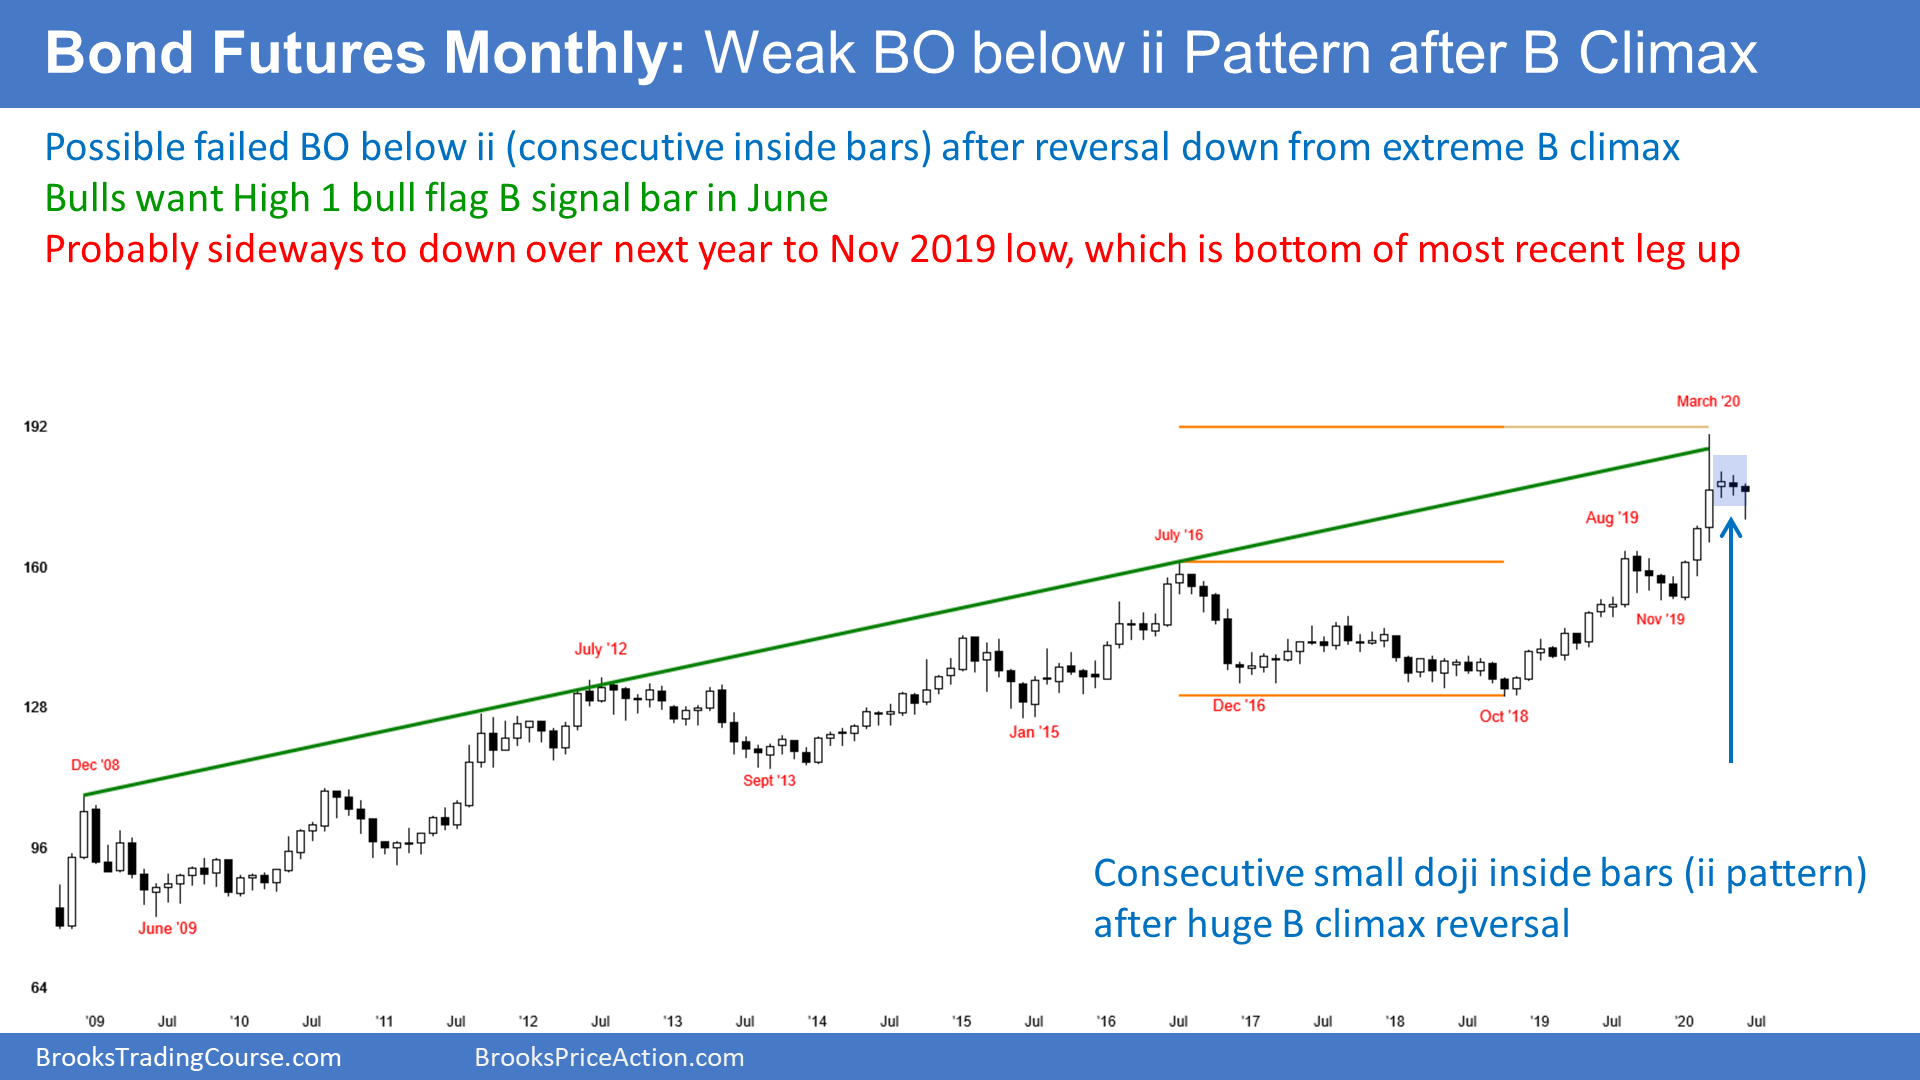 Bond Futures Monthly: Weak BO below ii Pattern after B Climax
Possible failed BO below ii (consecutive inside bars) after reversal down from extreme B climax
Bulls want High 1 bull flag B signal bar in June
Probably sideways to down over next year to Nov 2019 low, which is bottom of most recent leg up
March '20
192
Aug '19
July '16
160
Nov '19
July '12
128
Dec '16
Oct '18
Jan '15
Dec '08
Sept '13
96
Consecutive small doji inside bars (ii pattern)
after huge B climax reversal
June '09
64
'09 Jul '10 Jul '11 Jul '12 Jul '13 Jul '14 Jul '15 Jul '16 Jul '17 Jul '18 Jul '19 Jul '20 Jul
BrooksTradingCourse.com BrooksPriceAction.com